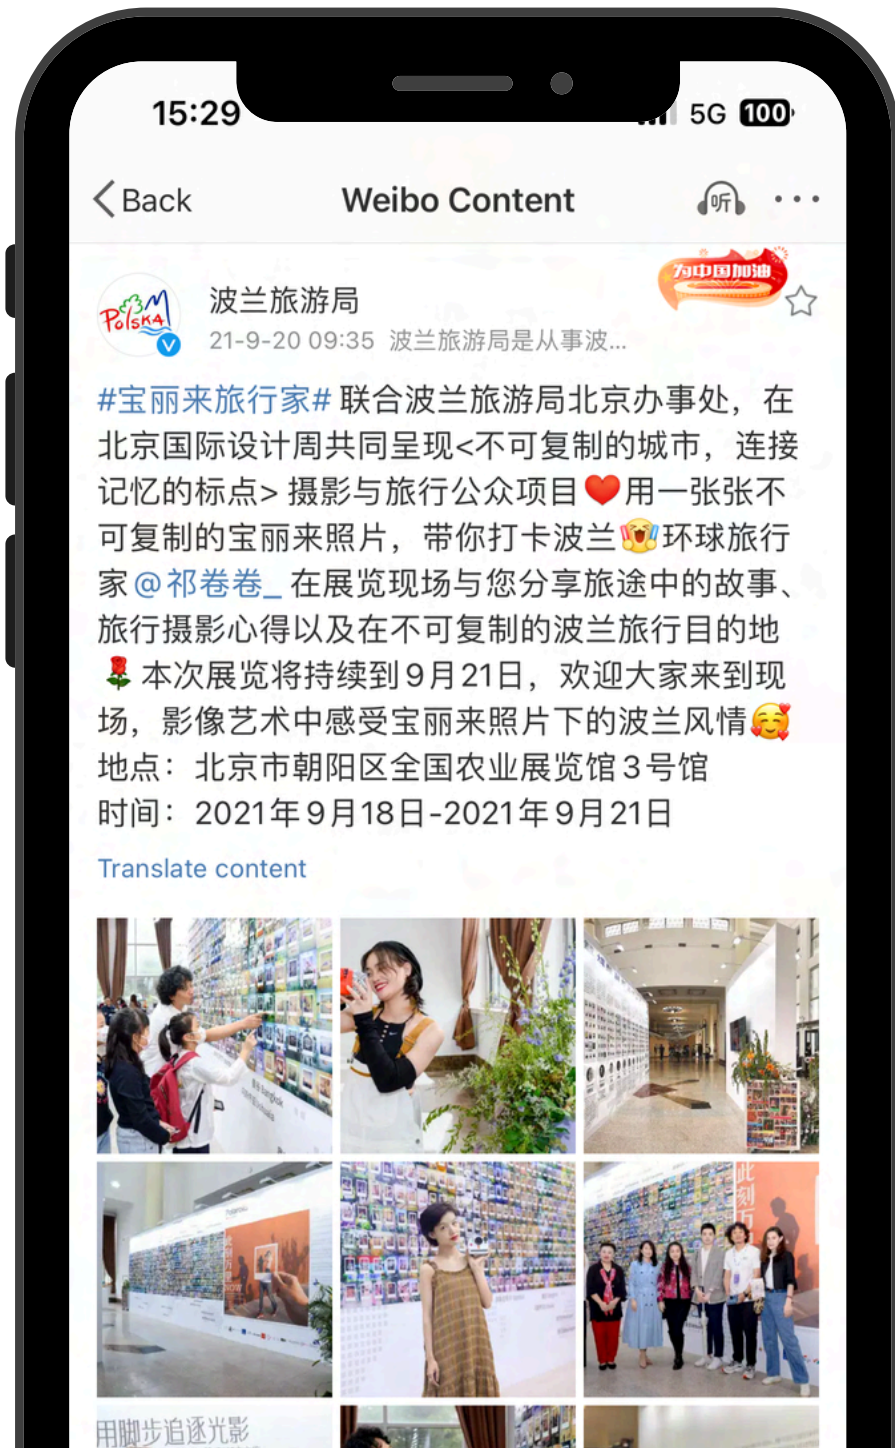 15:29
5G 100
Back
Weibo Content
听
为中国加油
POLSKA
波兰旅游局
21-9-20 09:35 波兰旅游局是从事波...
#宝丽来旅行家# 联合波兰旅游局北京办事处，在
北京国际设计周共同呈现<不可复制的城市，连接
记忆的标点> 摄影与旅行公众项目❤️用一张张不
可复制的宝丽来照片，带你打卡波兰🥳环球旅行
家 @祁卷卷_ 在展览现场与您分享旅途中的故事、
旅行摄影心得以及在不可复制的波兰旅行目的地
🌹本次展览将持续到9月21日，欢迎大家来到现
场，影像艺术中感受宝丽来照片下的波兰风情🥰
地点：北京市朝阳区全国农业展览馆3号馆
时间：2021年9月18日-2021年9月21日
Translate content
此刻万
用脚步追逐光影